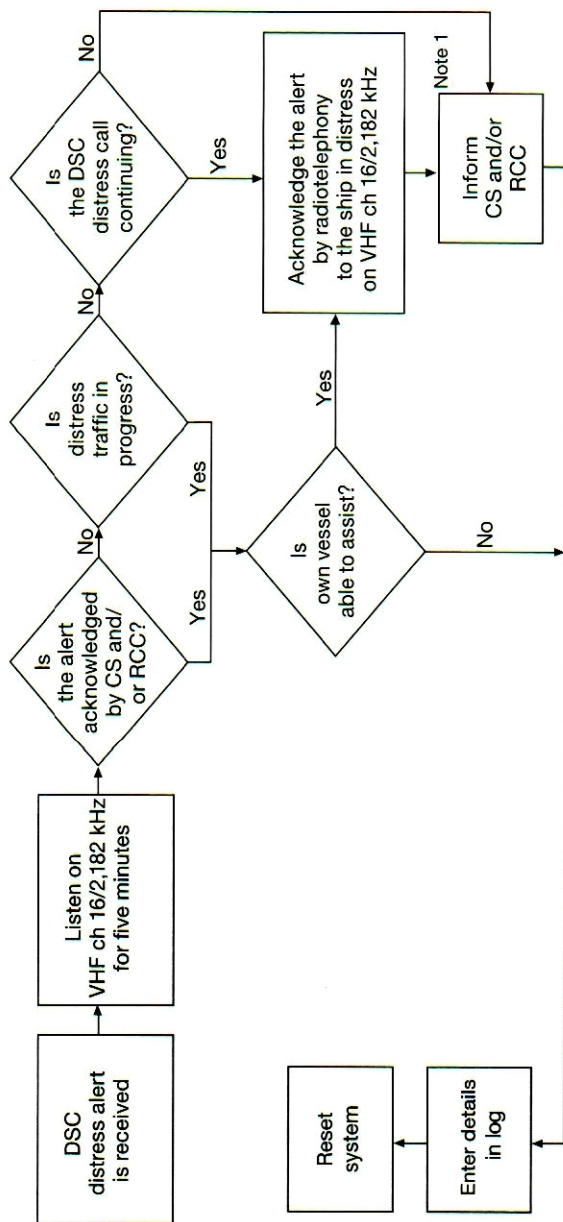 DSC
distress alert
is received
Listen on
VHF ch 16/2,182 kHz
for five minutes
Is
the alert
acknowledged
by CS and/
or RCC?
No
Yes
Is
distress
traffic in
progress?
No
Yes
Is
the DSC
distress call
continuing?
No
Yes
Is
own vessel
able to assist?
Yes
No
Acknowledge the alert
by radiotelephony
to the ship in distress
on VHF ch 16/2,182 kHz
Note 1
Inform
CS and/or
RCC
Reset
system
Enter details
in log